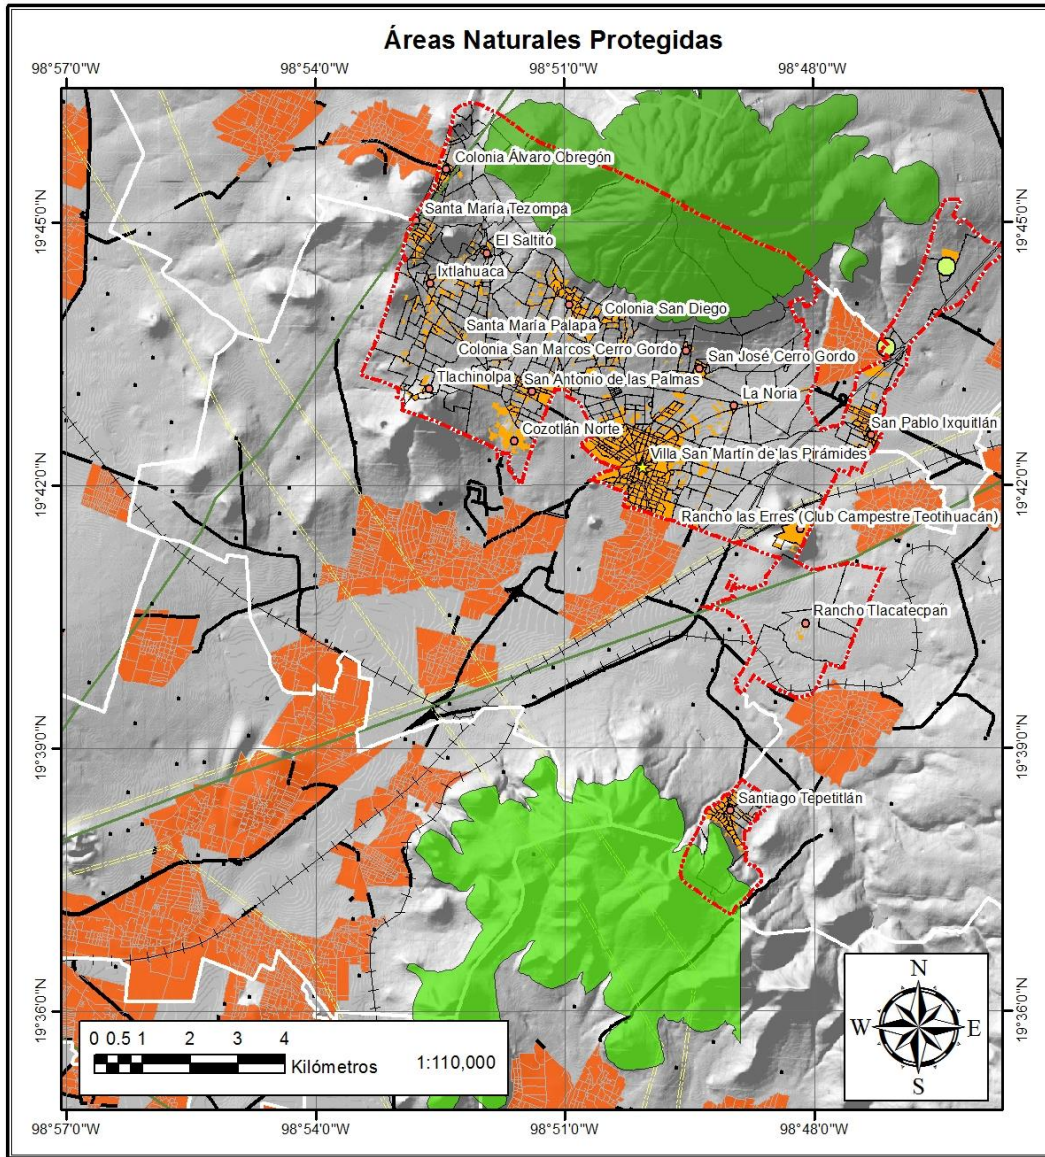 Áreas Naturales Protegidas
98°57'0"W
98°54'0"W
98°51'0"W
98°48'0"W
Colonia Álvaro Obregón
19°45'0"N
19°45'0"N
Santa María Tezompa
El Saltito
Ixtlahuaca
Colonia San Diego
Santa María Palapa
Colonia San Marcos Cerro Gordo
San José Cerro Gordo
Tlachinolpa
San Antonio de las Palmas
La Noria
Cozotlán Norte
San Pablo Ixquitlán
Villa San Martín de las Pirámides
19°42'0"N
19°42'0"N
Rancho las Erres (Club Campestre Teotihuacán)
Rancho Tlacatecpan
19°39'0"N
19°39'0"N
Santiago Tepetitlán
19°36'0"N
19°36'0"N
N
W
E
S
0 0.5 1 2 3 4
Kilómetros
1:110,000
98°57'0"W
98°54'0"W
98°51'0"W
98°48'0"W